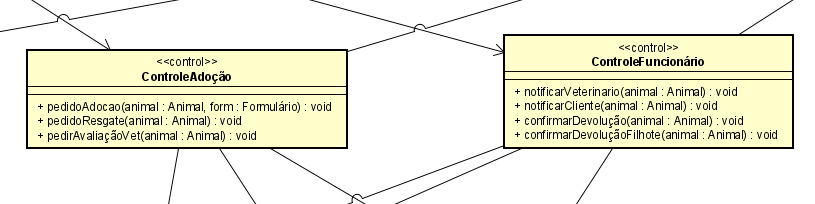 <<control>>
ControleAdoção
+ pedidoAdocao(animal : Animal, form : Formulário) : void
+ pedidoResgate(animal : Animal) : void
+ pedirAvaliaçãoVet(animal : Animal) : void
<<control>>
ControleFuncionário
+ notificarVeterinario(animal : Animal) : void
+ notificarCliente(animal : Animal) : void
+ confirmarDevolução(animal : Animal) : void
+ confirmarDevoluçãoFilhote(animal : Animal) : void